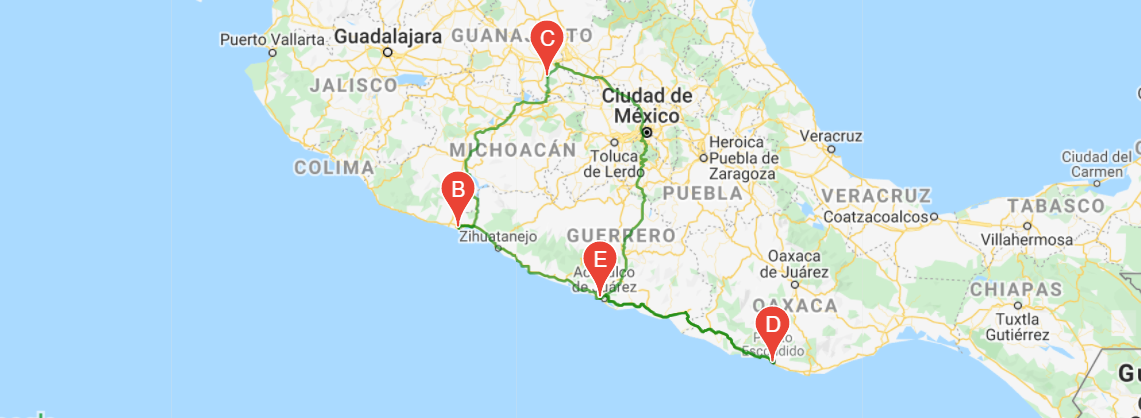 Puerto Vallarta
Guadalajara
GUANAJUATO
C
JALISCO
Ciudad de
México
Veracruz
MICHOACÁN
Toluca
de Lerdo
Heroica
Puebla de
Zaragoza
Ciudad del
Carmen
COLIMA
B
PUEBLA
VERACRUZ
TABASCO
Coatzacoalcos
Villahermosa
Zihuatanejo
GUERRERO
E
Acapulco
de Juárez
Oaxaca
de Juárez
CHIAPAS
OAXACA
Tuxtla
Gutiérrez
D
Puerto
Escondido
Gu